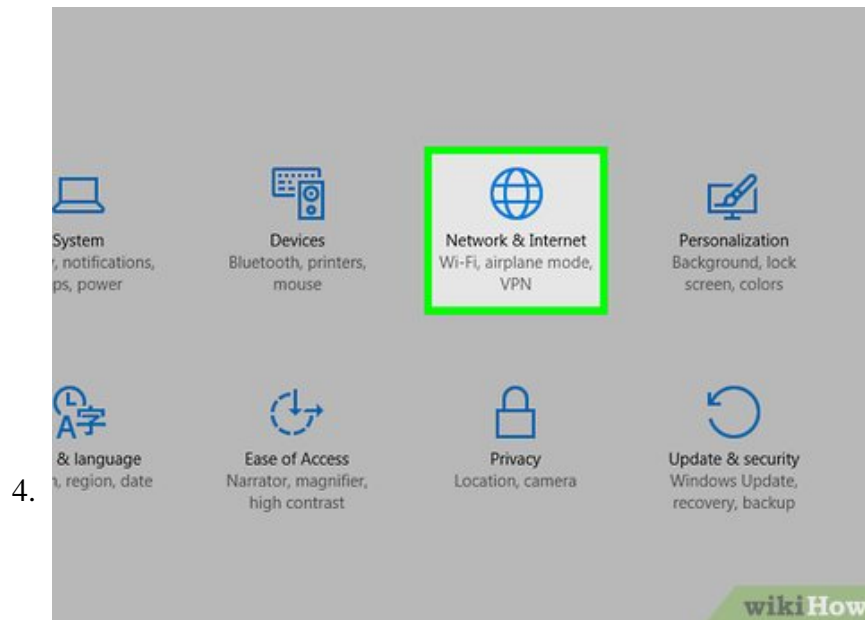 System
Devices
Network & Internet
Personalization
, notifications,
Bluetooth, printers,
Wi-Fi, airplane mode,
Background, lock
ps, power
mouse
VPN
screen, colors
A字
& language
Ease of Access
Privacy
Update & security
, region, date
Narrator, magnifier,
Location, camera
Windows Update,
high contrast
recovery, backup
4.
wikiHow